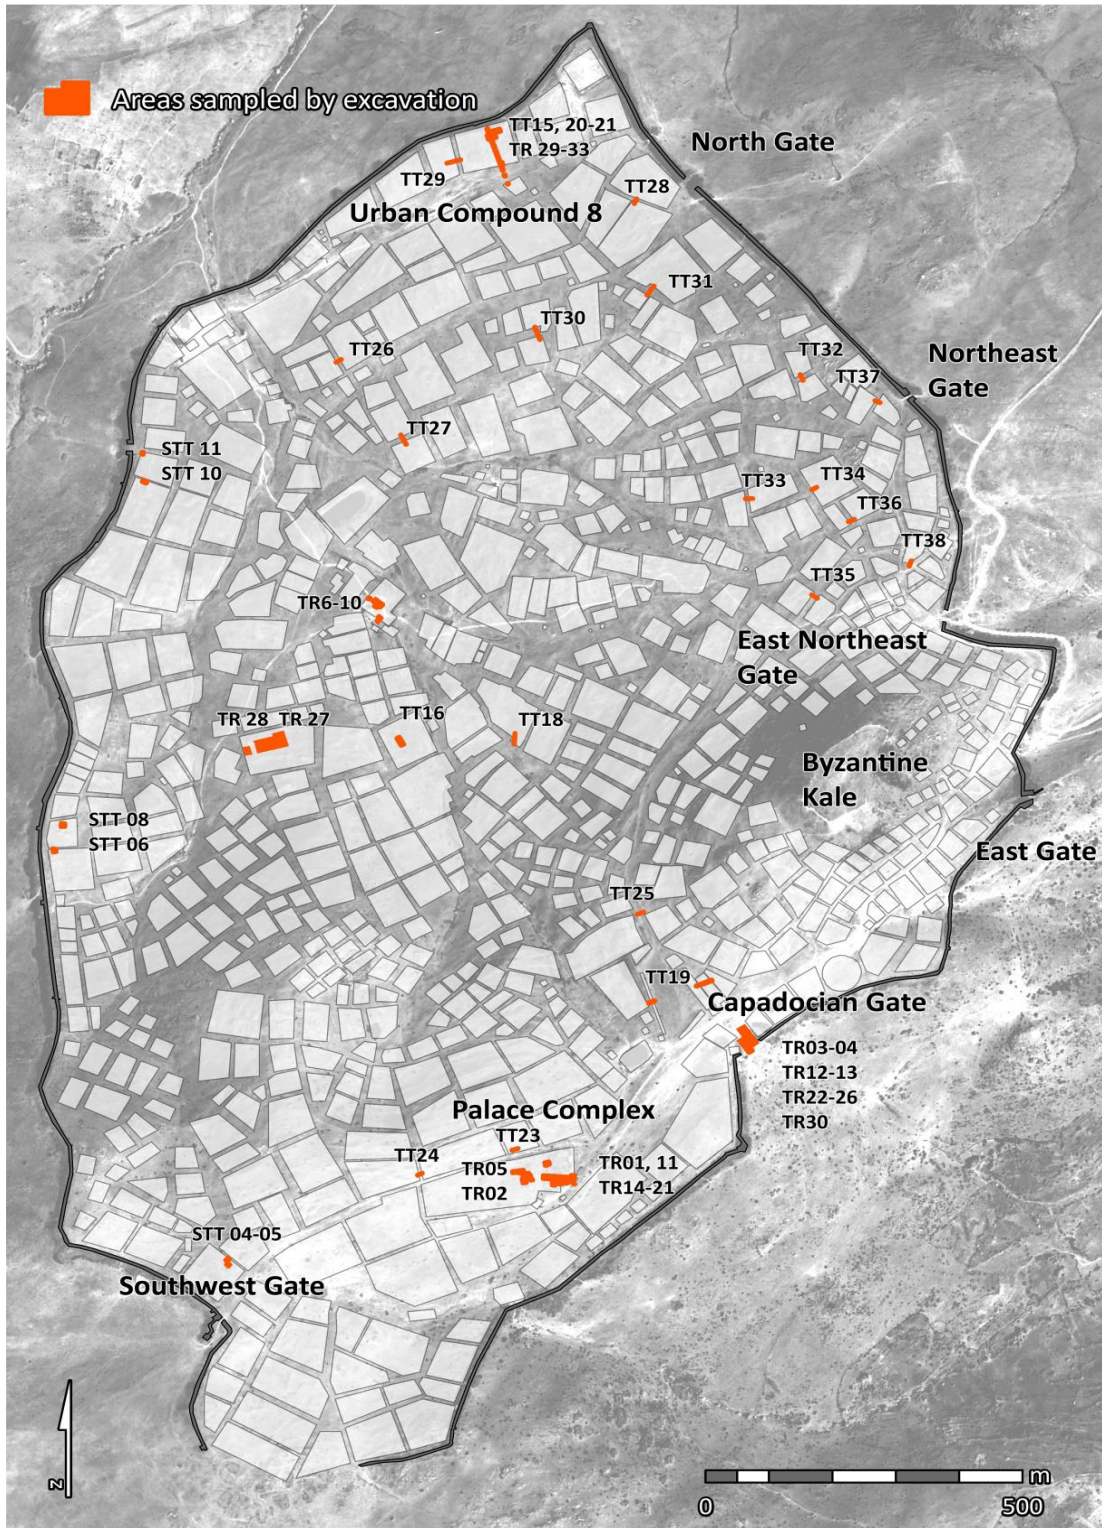 Areas sampled by excavation
TT15, 20-21
TR 29-33
North Gate
TT29
TT28
Urban Compound 8
TT31
TT30
TT26
TT32
Northeast
Gate
TT37
TT27
STT 11
STT 10
TT33
TT34
TT36
TT38
TT35
TR6-10
East Northeast
Gate
TR 28 TR 27
TT16
TT18
Byzantine
Kale
STT 08
STT 06
East Gate
TT25
TT19
Capadocian Gate
TR03-04
TR12-13
TR22-26
TR30
Palace Complex
TT23
TT24
TR05
TR02
TR01, 11
TR14-21
STT 04-05
Southwest Gate
z
m
0
500